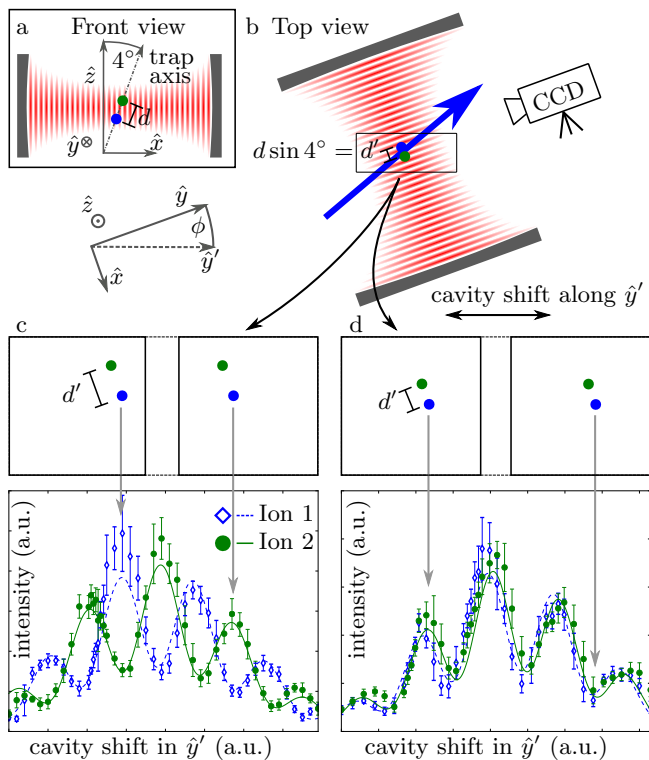 a
Front view
ẑ
4°
trap
axis
d
ŷ⊗
x̂
b
Top view
CCD
d sin 4° = d′
ẑ
ŷ
ϕ
ŷ′
x̂
cavity shift along ŷ′
c
d′
d
d′
intensity (a.u.)
Ion 1
Ion 2
cavity shift in ŷ′ (a.u.)
intensity (a.u.)
cavity shift in ŷ′ (a.u.)